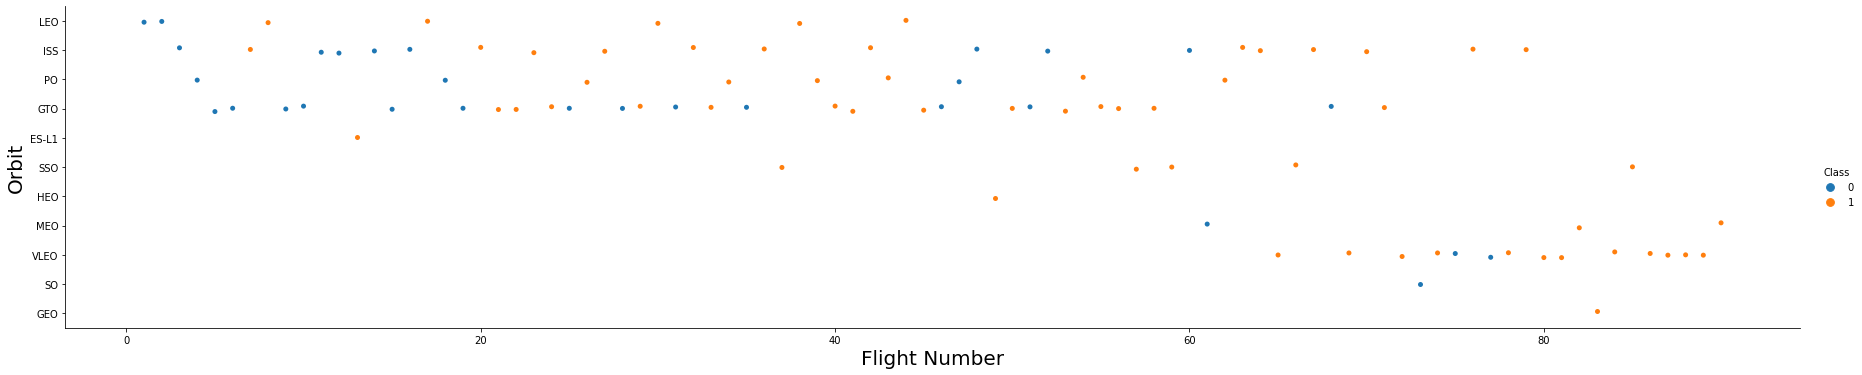 Orbit
LEO
ISS
PO
GTO
ES-L1
SSO
HEO
MEO
VLEO
SO
GEO
0
20
40
60
80
Flight Number
Class
0
1